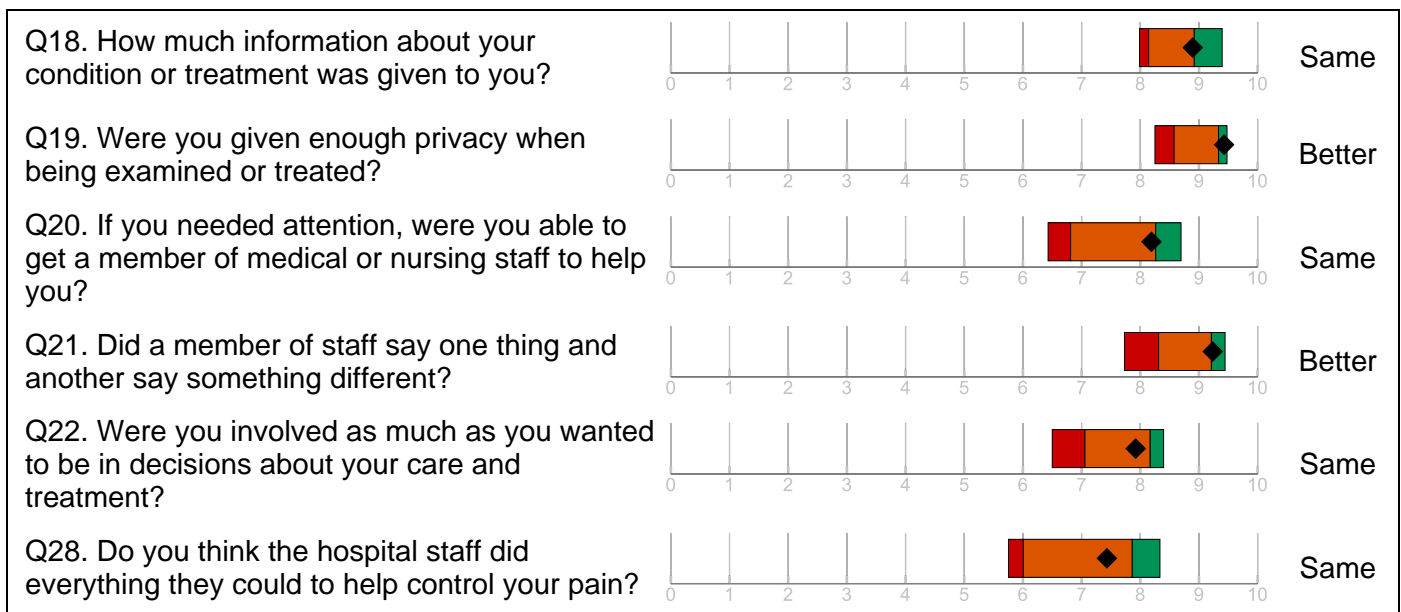 Q18. How much information about your
condition or treatment was given to you?
0 1 2 3 4 5 6 7 8 9 10
Same
Q19. Were you given enough privacy when
being examined or treated?
0 1 2 3 4 5 6 7 8 9 10
Better
Q20. If you needed attention, were you able to
get a member of medical or nursing staff to help
you?
0 1 2 3 4 5 6 7 8 9 10
Same
Q21. Did a member of staff say one thing and
another say something different?
0 1 2 3 4 5 6 7 8 9 10
Better
Q22. Were you involved as much as you wanted
to be in decisions about your care and
treatment?
0 1 2 3 4 5 6 7 8 9 10
Same
Q28. Do you think the hospital staff did
everything they could to help control your pain?
0 1 2 3 4 5 6 7 8 9 10
Same